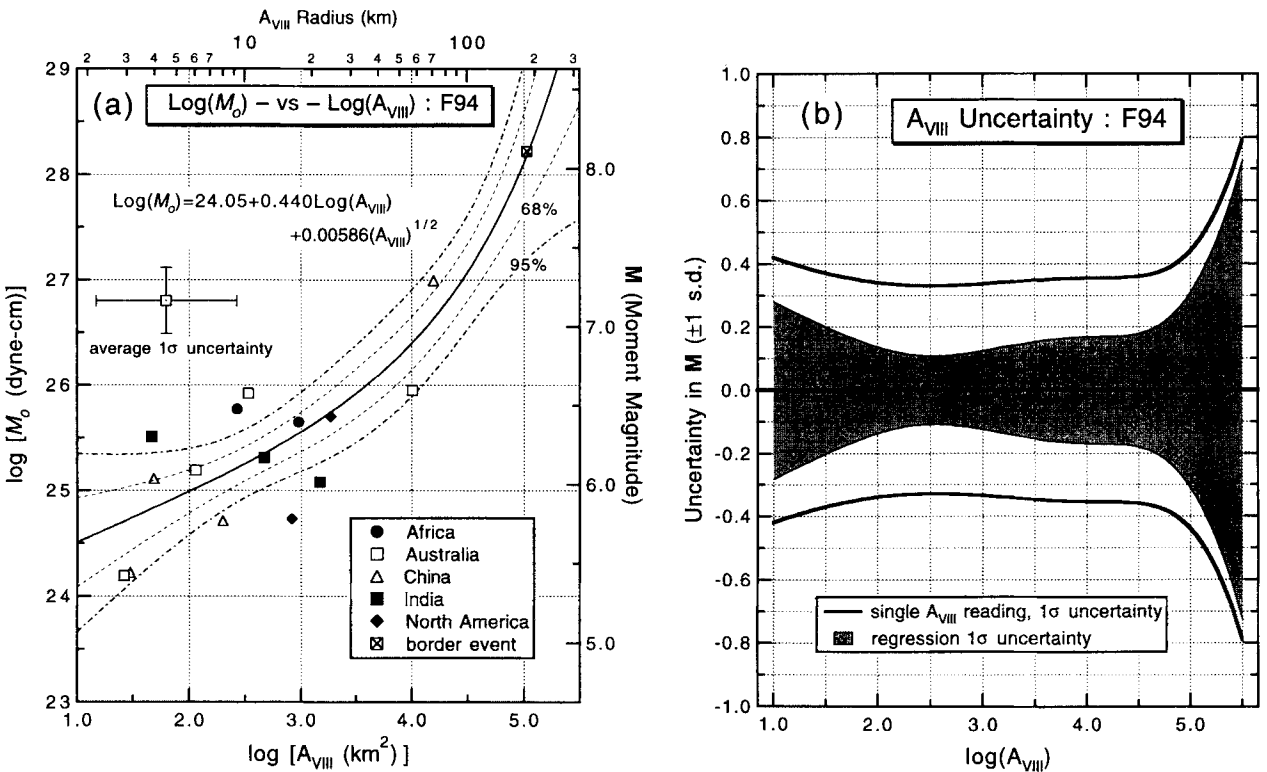 A_VIII Radius (km)
10 100
2 3 4 5 6 7 2 3 4 5 6 7 2 3
(a) Log(Mₒ) – vs – Log(A_VIII) : F94
Log(Mₒ)=24.05+0.440Log(A_VIII)
+0.00586(A_VIII)^1/2
68%
95%
average 1σ uncertainty
Africa
Australia
China
India
North America
border event
log [Mₒ (dyne-cm)]
29
28
27
26
25
24
23
M (Moment Magnitude)
8.0
7.0
6.0
5.0
1.0 2.0 3.0 4.0 5.0
log [A_VIII (km²)]
(b) A_VIII Uncertainty : F94
Uncertainty in M (±1 s.d.)
1.0
0.8
0.6
0.4
0.2
0.0
-0.2
-0.4
-0.6
-0.8
-1.0
single A_VIII reading, 1σ uncertainty
regression 1σ uncertainty
1.0 2.0 3.0 4.0 5.0
log(A_VIII)